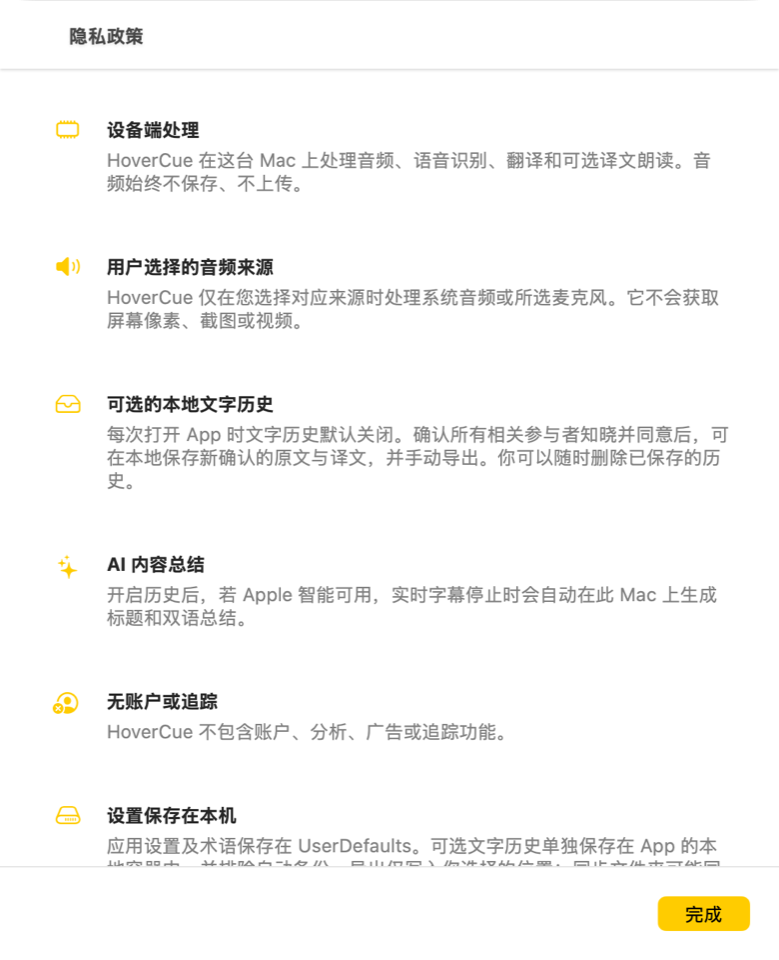 隐私政策
设备端处理
HoverCue 在这台 Mac 上处理音频、语音识别、翻译和可选译文朗读。音
频始终不保存、不上传。
用户选择的音频来源
HoverCue 仅在您选择对应来源时处理系统音频或所选麦克风。它不会获取
屏幕像素、截图或视频。
可选的本地文字历史
每次打开 App 时文字历史默认关闭。确认所有相关参与者知晓并同意后，可
在本地保存新确认的原文与译文，并手动导出。你可以随时删除已保存的历
史。
AI 内容总结
开启历史后，若 Apple 智能可用，实时字幕停止时会自动在此 Mac 上生成
标题和双语总结。
无账户或追踪
HoverCue 不包含账户、分析、广告或追踪功能。
设置保存在本机
应用设置及术语保存在 UserDefaults。可选文字历史单独保存在 App 的本
完成